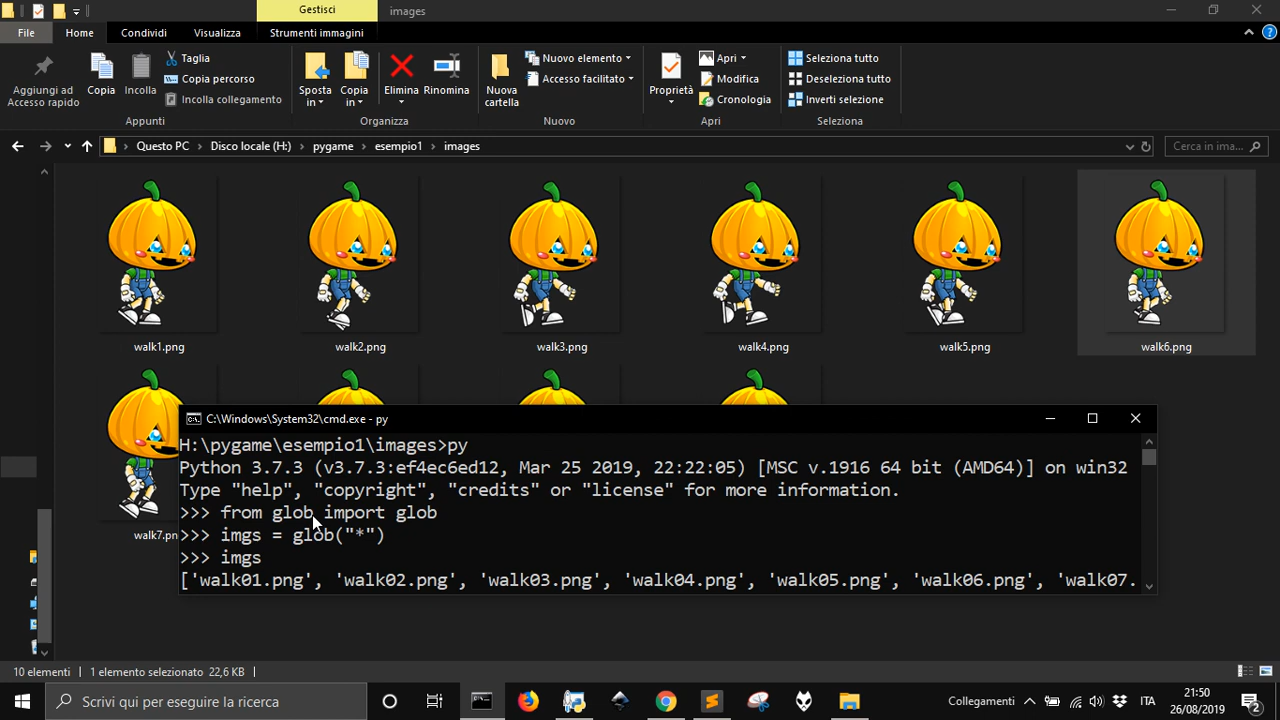 Gestisci
images
File
Home
Condividi
Visualizza
Strumenti immagini
Aggiungi ad
Accesso rapido
Copia
Incolla
Taglia
Copia percorso
Incolla collegamento
Appunti
Sposta
in
Copia
in
Elimina
Rinomina
Organizza
Nuova
cartella
Nuovo elemento
Accesso facilitato
Nuovo
Proprietà
Apri
Modifica
Cronologia
Apri
Seleziona tutto
Deseleziona tutto
Inverti selezione
Seleziona
Questo PC > Disco locale (H:) > pygame > esempio1 > images
Cerca in ima...
walk1.png
walk2.png
walk3.png
walk4.png
walk5.png
walk6.png
walk7.pn
C:\Windows\System32\cmd.exe - py
H:\pygame\esempio1\images>py
Python 3.7.3 (v3.7.3:ef4ec6ed12, Mar 25 2019, 22:22:05) [MSC v.1916 64 bit (AMD64)] on win32
Type "help", "copyright", "credits" or "license" for more information.
>>> from glob import glob
>>> imgs = glob("*")
>>> imgs
['walk01.png', 'walk02.png', 'walk03.png', 'walk04.png', 'walk05.png', 'walk06.png', 'walk07.
10 elementi
1 elemento selezionato 22,6 KB
Scrivi qui per eseguire la ricerca
Collegamenti
ITA
21:50
26/08/2019
2